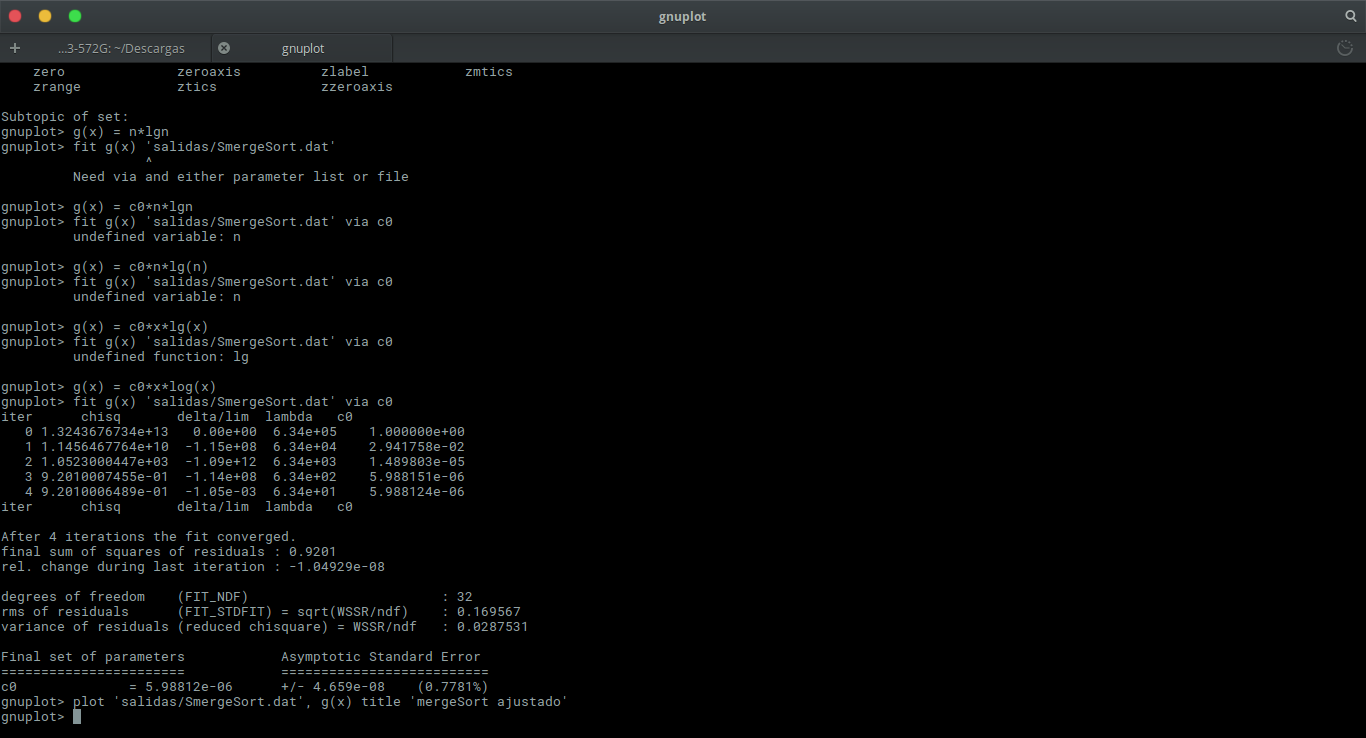 gnuplot
...3-572G: ~/Descargas
gnuplot
zero zeroaxis zlabel zmtics
zrange ztics zzeroaxis
Subtopic of set:
gnuplot> g(x) = n*lgn
gnuplot> fit g(x) 'salidas/SmergeSort.dat'
^
Need via and either parameter list or file
gnuplot> g(x) = c0*n*lgn
gnuplot> fit g(x) 'salidas/SmergeSort.dat' via c0
undefined variable: n
gnuplot> g(x) = c0*n*lg(n)
gnuplot> fit g(x) 'salidas/SmergeSort.dat' via c0
undefined variable: n
gnuplot> g(x) = c0*x*lg(x)
gnuplot> fit g(x) 'salidas/SmergeSort.dat' via c0
undefined function: lg
gnuplot> g(x) = c0*x*log(x)
gnuplot> fit g(x) 'salidas/SmergeSort.dat' via c0
iter chisq delta/lim lambda c0
0 1.3243676734e+13 0.00e+00 6.34e+05 1.000000e+00
1 1.1456467764e+10 -1.15e+08 6.34e+04 2.941758e-02
2 1.0523000447e+03 -1.09e+12 6.34e+03 1.489803e-05
3 9.2010007455e-01 -1.14e+08 6.34e+02 5.988151e-06
4 9.2010006489e-01 -1.05e-03 6.34e+01 5.988124e-06
iter chisq delta/lim lambda c0
After 4 iterations the fit converged.
final sum of squares of residuals : 0.9201
rel. change during last iteration : -1.04929e-08
degrees of freedom (FIT_NDF) : 32
rms of residuals (FIT_STDFIT) = sqrt(WSSR/ndf) : 0.169567
variance of residuals (reduced chisquare) = WSSR/ndf : 0.0287531
Final set of parameters Asymptotic Standard Error
======================= ==========================
c0 = 5.98812e-06 +/- 4.659e-08 (0.7781%)
gnuplot> plot 'salidas/SmergeSort.dat', g(x) title 'mergeSort ajustado'
gnuplot>